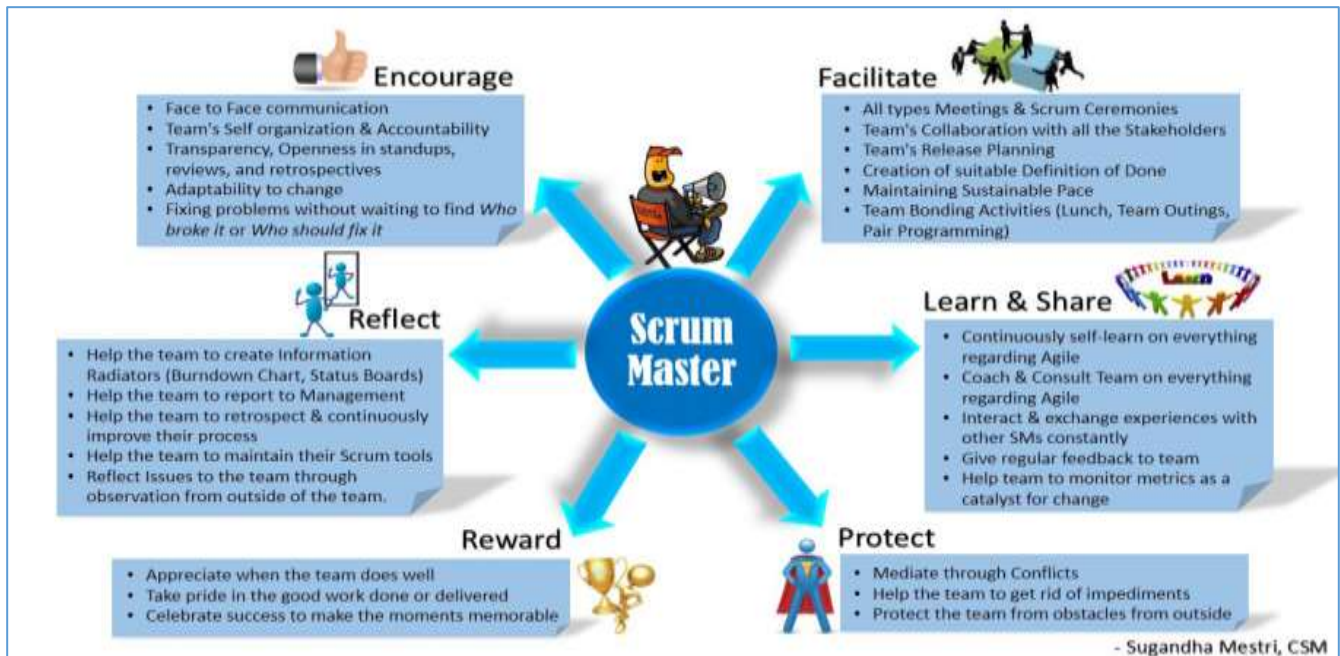 Encourage
• Face to Face communication
• Team's Self organization & Accountability
• Transparency, Openness in standups,
reviews, and retrospectives
• Adaptability to change
• Fixing problems without waiting to find Who
broke it or Who should fix it
Facilitate
• All types Meetings & Scrum Ceremonies
• Team's Collaboration with all the Stakeholders
• Team's Release Planning
• Creation of suitable Definition of Done
• Maintaining Sustainable Pace
• Team Bonding Activities (Lunch, Team Outings,
Pair Programming)
Reflect
• Help the team to create Information
Radiators (Burndown Chart, Status Boards)
• Help the team to report to Management
• Help the team to retrospect & continuously
improve their process
• Help the team to maintain their Scrum tools
• Reflect Issues to the team through
observation from outside of the team.
Scrum
Master
Learn
Learn & Share
• Continuously self-learn on everything
regarding Agile
• Coach & Consult Team on everything
regarding Agile
• Interact & exchange experiences with
other SMs constantly
• Give regular feedback to team
• Help team to monitor metrics as a
catalyst for change
Reward
• Appreciate when the team does well
• Take pride in the good work done or delivered
• Celebrate success to make the moments memorable
Protect
• Mediate through Conflicts
• Help the team to get rid of impediments
• Protect the team from obstacles from outside
- Sugandha Mestri, CSM